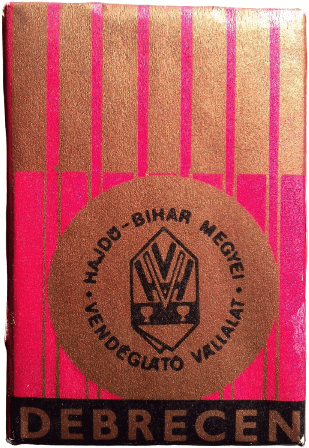 HAJDÚ-BIHAR MEGYEI
• VENDÉGLÁTÓ VÁLLALAT •
DEBRECEN